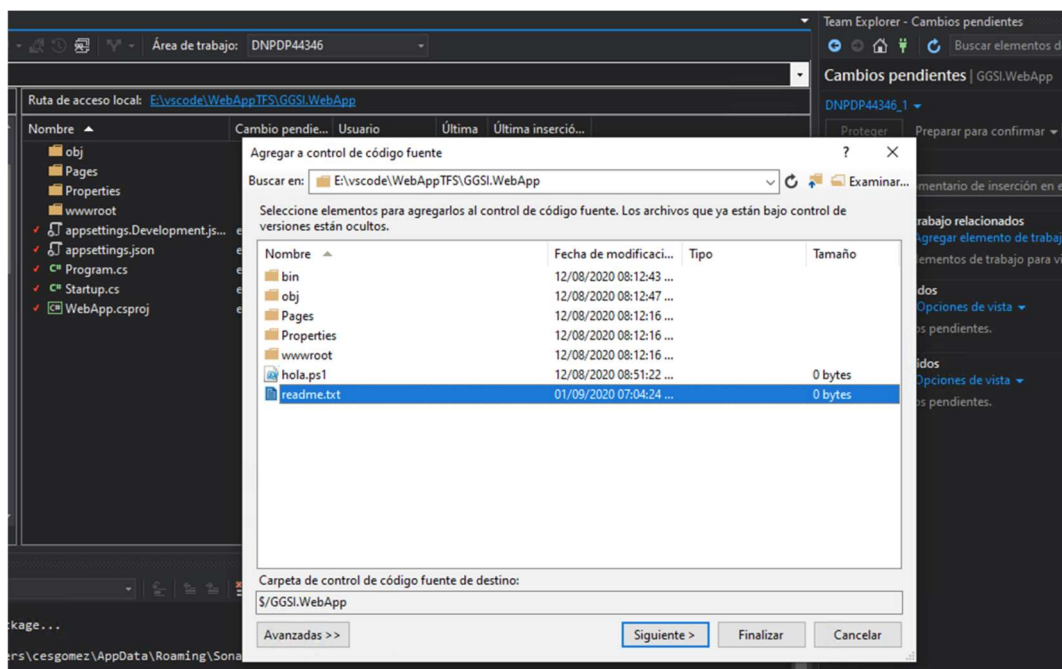 Área de trabajo: DNPDP44346
Ruta de acceso local: E:\vscode\WebAppTFS\GGSI.WebApp
Nombre Cambio pendie... Usuario Última Última inserció...
obj
Pages
Properties
wwwroot
appsettings.Development.js...
appsettings.json
Program.cs
Startup.cs
WebApp.csproj
Agregar a control de código fuente
Buscar en: E:\vscode\WebAppTFS\GGSI.WebApp Examinar...
Seleccione elementos para agregarlos al control de código fuente. Los archivos que ya están bajo control de
versiones están ocultos.
Nombre Fecha de modificaci... Tipo Tamaño
bin 12/08/2020 08:12:43 ...
obj 12/08/2020 08:12:47 ...
Pages 12/08/2020 08:12:16 ...
Properties 12/08/2020 08:12:16 ...
wwwroot 12/08/2020 08:12:16 ...
hola.ps1 12/08/2020 08:51:22 ... 0 bytes
readme.txt 01/09/2020 07:04:24 ... 0 bytes
Carpeta de control de código fuente de destino:
$/GGSI.WebApp
Avanzadas >> Siguiente > Finalizar Cancelar
Team Explorer - Cambios pendientes
Buscar elementos d
Cambios pendientes | GGSI.WebApp
DNPDP44346_1
Proteger Preparar para confirmar
mentario de inserción en e
rabajo relacionados
Agregar elemento de trabaj
ementos de trabajo para vi
dos
Opciones de vista
os pendientes.
idos
Opciones de vista
os pendientes.
kage...
ers\cesgomez\AppData\Roaming\Sona